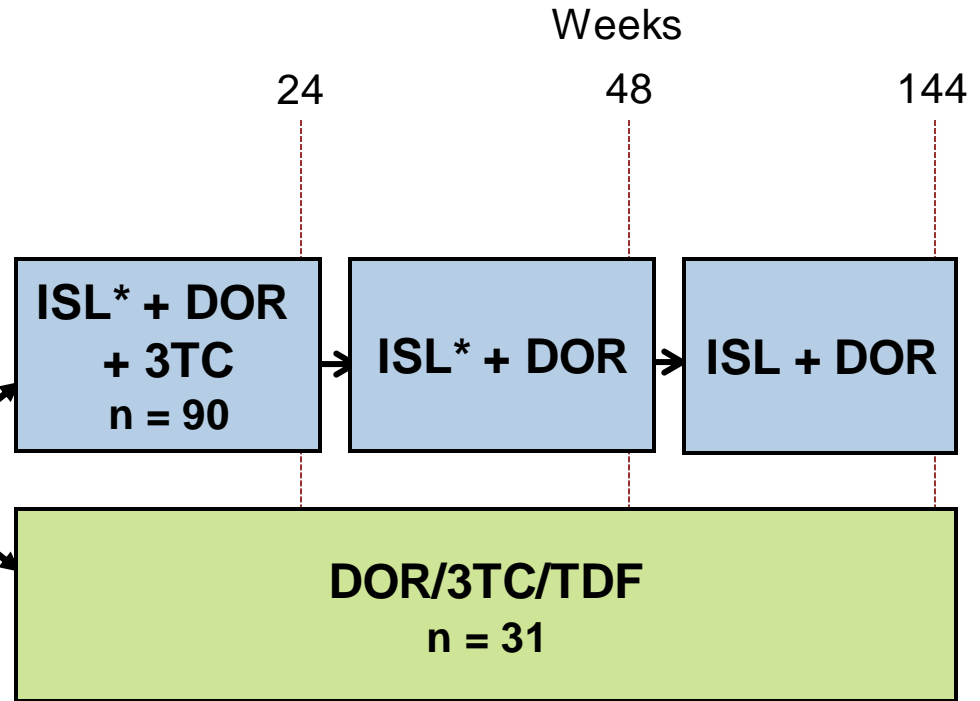 Weeks
24 48 144
ISL* + DOR
+ 3TC
n = 90
ISL* + DOR
ISL + DOR
DOR/3TC/TDF
n = 31